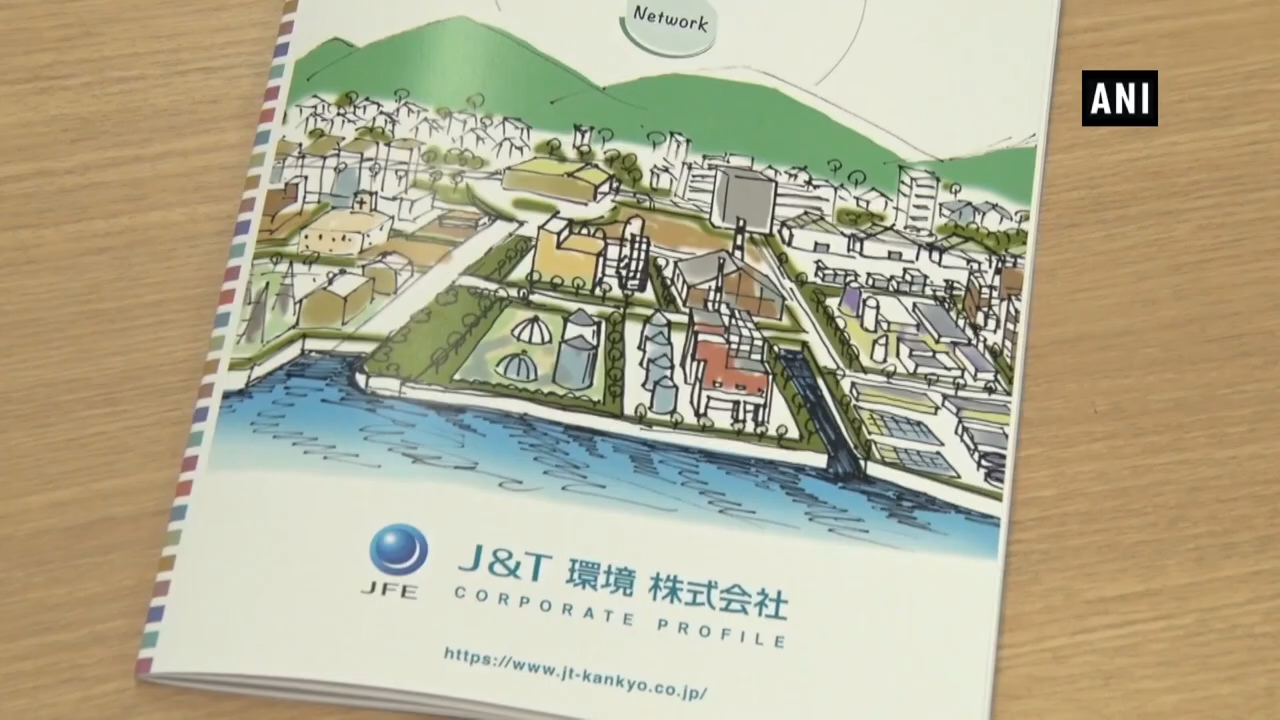 Network
ANI
JFE
J&T 環境 株式会社
CORPORATE PROFILE
https://www.jt-kankyo.co.jp/